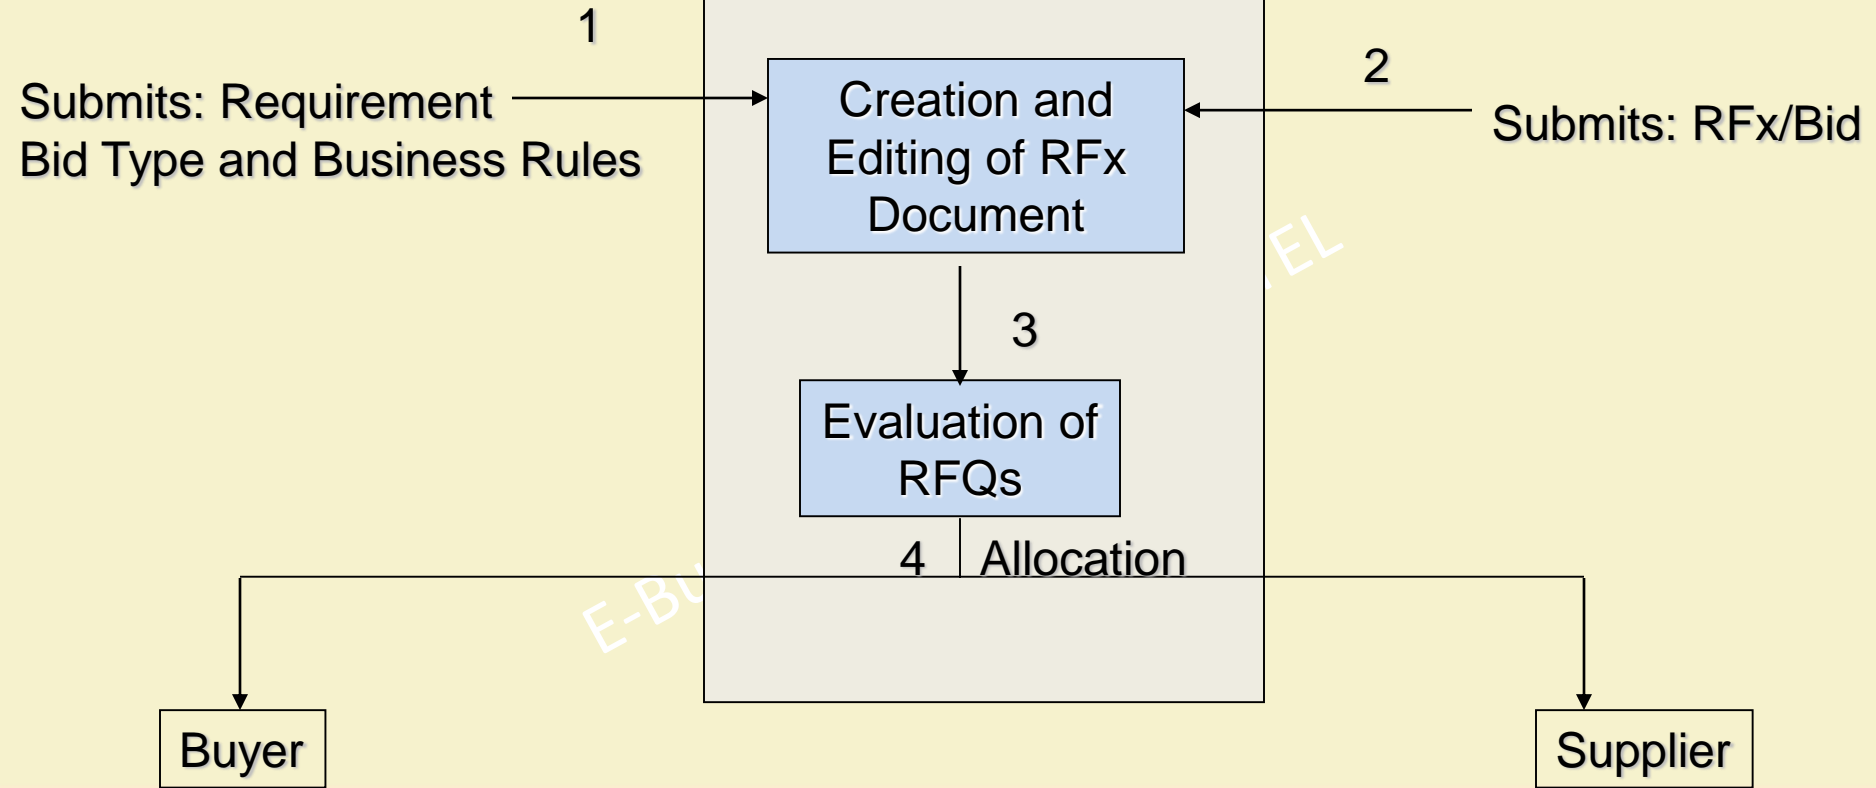 1
2
Submits: Requirement
Bid Type and Business Rules
Creation and
Editing of RFx
Document
Submits: RFx/Bid
3
Evaluation of
RFQs
4 Allocation
Buyer
Supplier